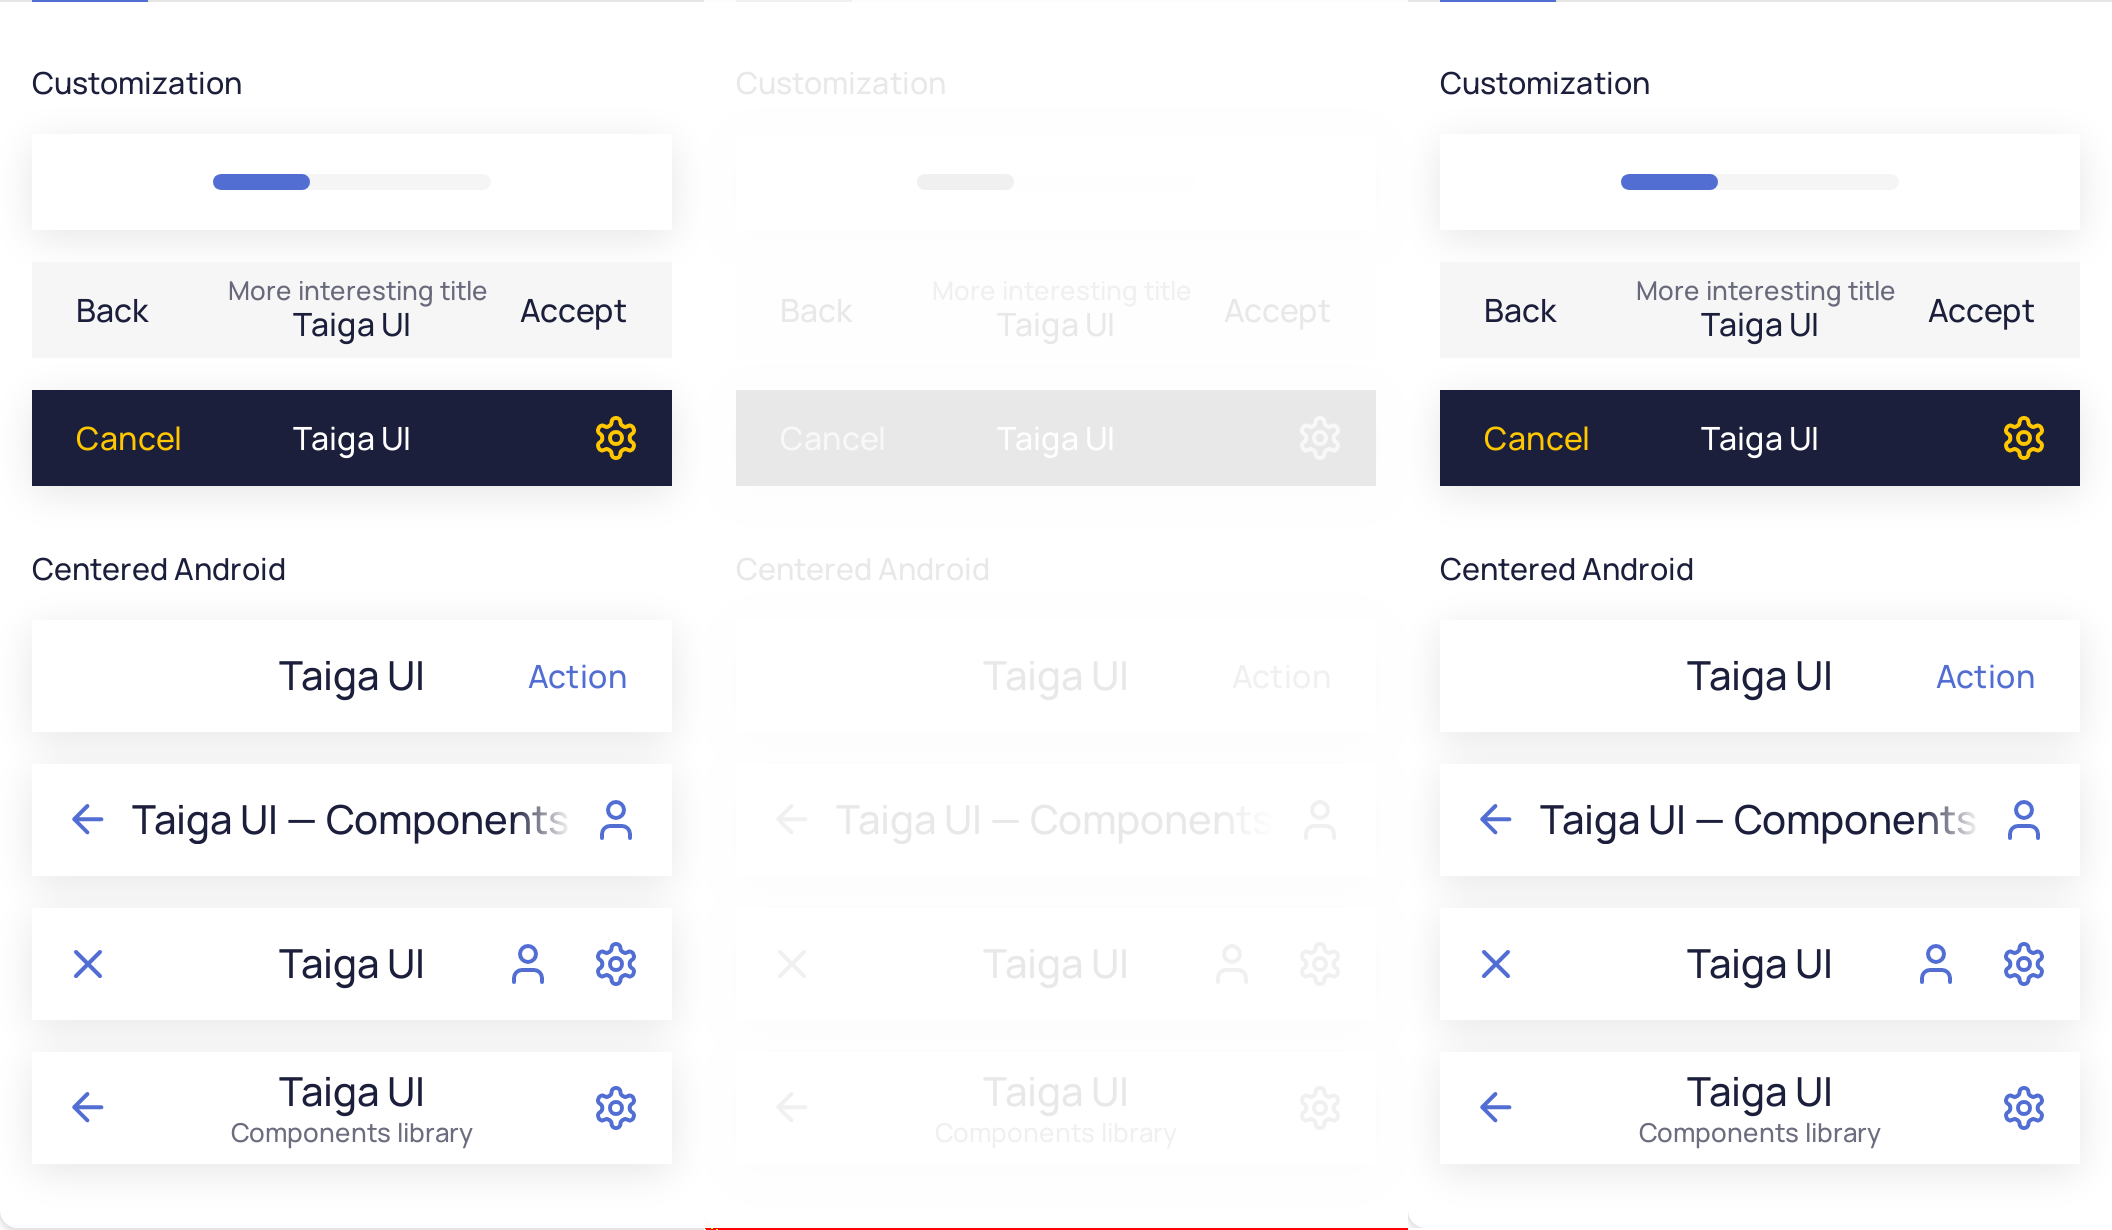 Customization
More interesting title
Back Taiga UI Accept
Cancel Taiga UI
Centered Android
Taiga UI Action
Taiga UI — Components
Taiga UI
Taiga UI
Components library
Customization
More interesting title
Back Taiga UI Accept
Cancel Taiga UI
Centered Android
Taiga UI Action
Taiga UI — Components
Taiga UI
Taiga UI
Components library
Customization
More interesting title
Back Taiga UI Accept
Cancel Taiga UI
Centered Android
Taiga UI Action
Taiga UI — Components
Taiga UI
Taiga UI
Components library